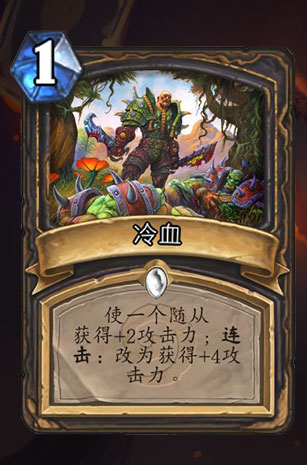 1
冷血
使一个随从
获得+2攻击力；连
击：改为获得+4攻
击力。